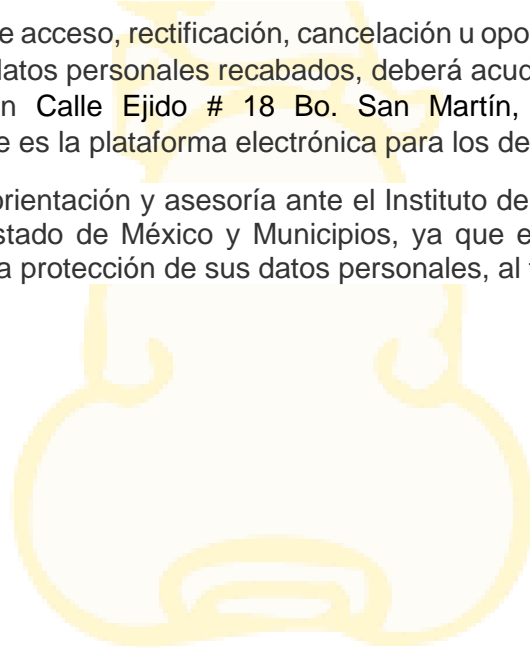 e acceso, rectificación, cancelación u opo
latos personales recabados, deberá acuc
n Calle Ejido # 18 Bo. San Martín,
e es la plataforma electrónica para los de
orientación y asesoría ante el Instituto de
stado de México y Municipios, ya que e
a protección de sus datos personales, al